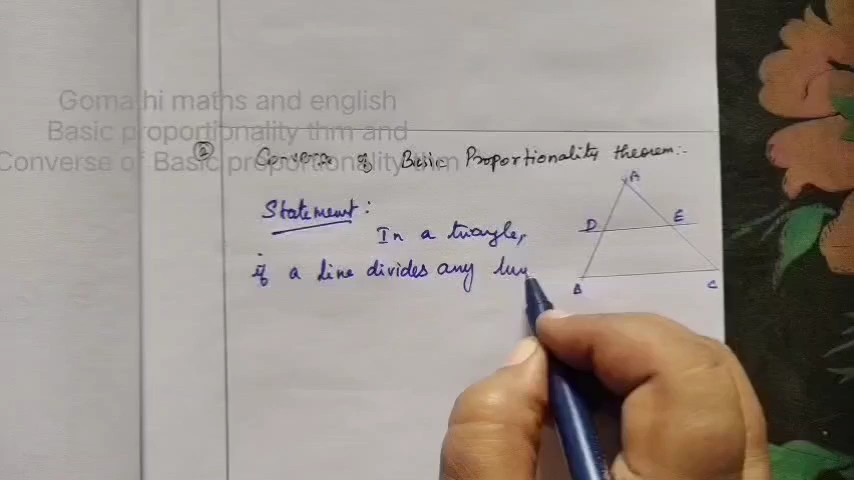 Gomathi maths and english
Basic proportionality thm and
Converse of Basic proportionality thm
② Converse of Basic Proportionality theorem:-
Statement:
In a triangle,
if a line divides any
A
D
E
B
C